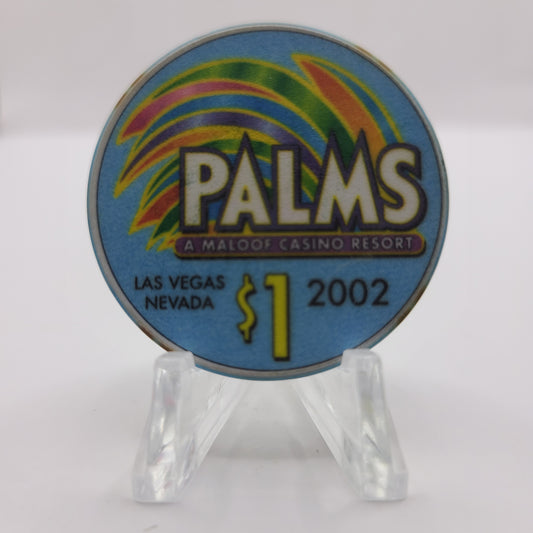 PALMS
A MALOOF CASINO RESORT
LAS VEGAS
NEVADA
$1
2002